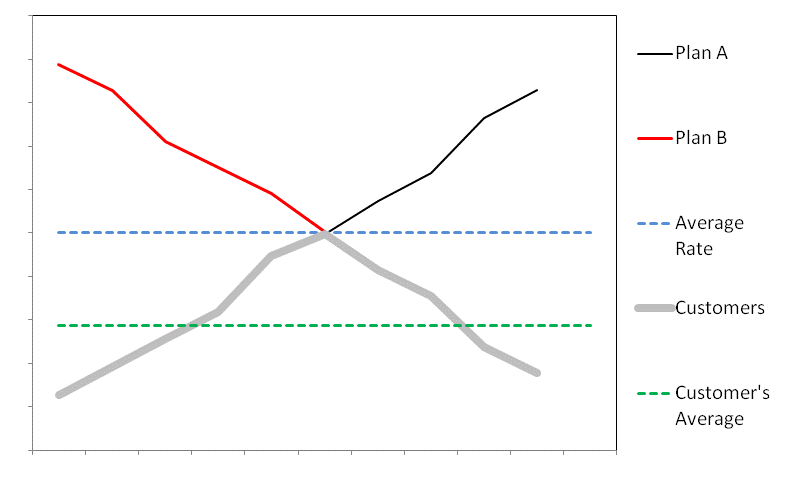 Plan A
Plan B
Average
Rate
Customers
Customer's
Average